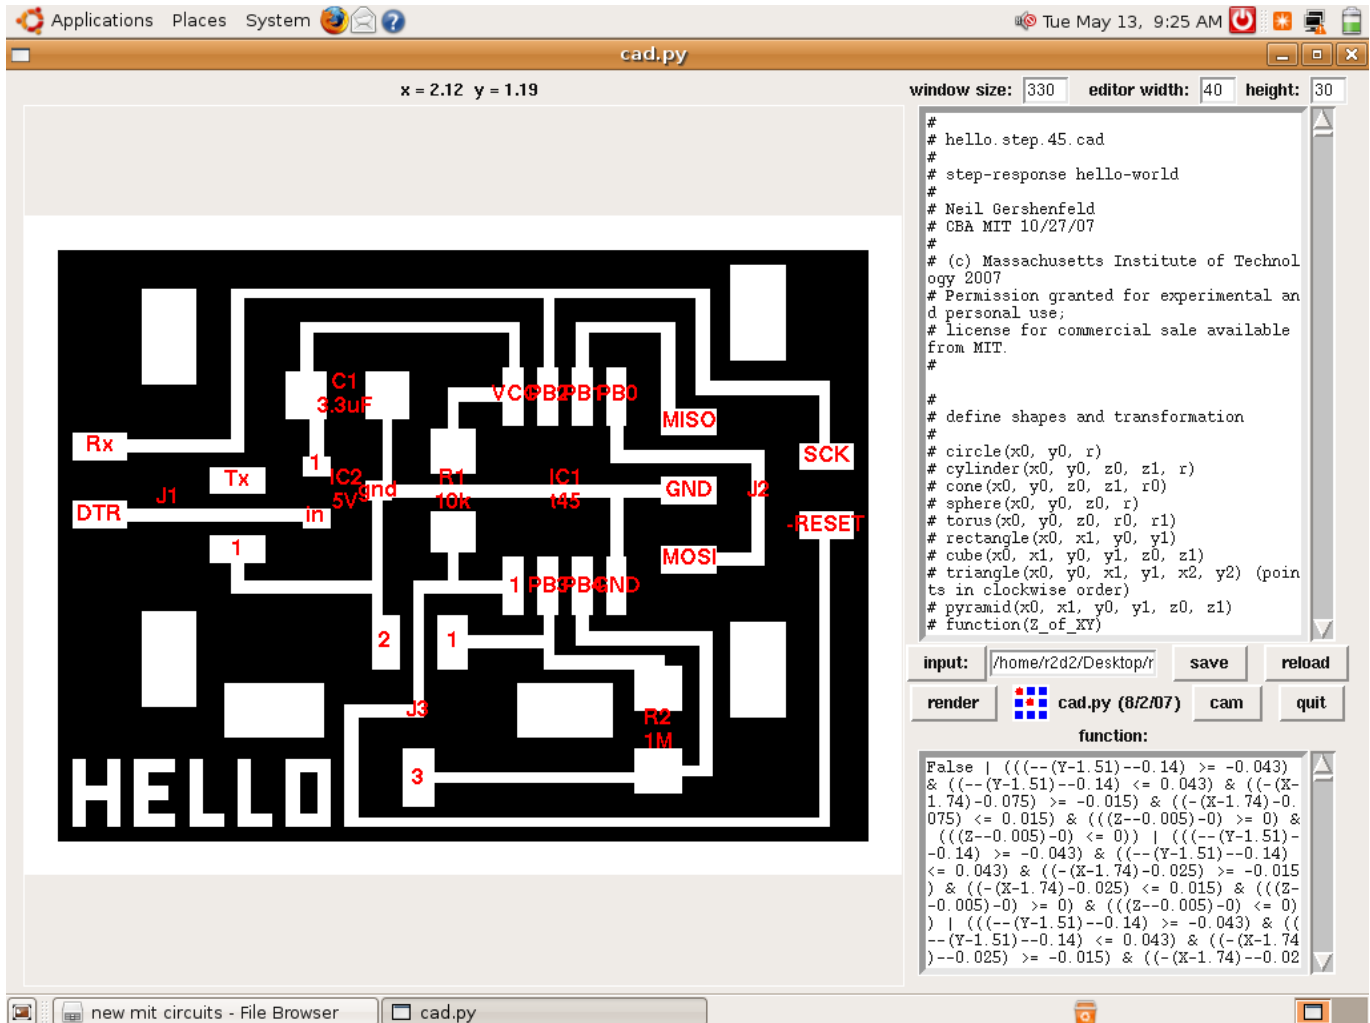 Applications Places System
Tue May 13, 9:25 AM
cad.py
x = 2.12 y = 1.19
window size: 330 editor width: 40 height: 30
#
# hello.step.45.cad
#
# step-response hello-world
#
# Neil Gershenfeld
# CBA MIT 10/27/07
#
# (c) Massachusetts Institute of Technol
ogy 2007
# Permission granted for experimental an
d personal use;
# license for commercial sale available
from MIT.
#
#
# define shapes and transformation
#
# circle(x0, y0, r)
# cylinder(x0, y0, z0, z1, r)
# cone(x0, y0, z0, z1, r0)
# sphere(x0, y0, z0, r)
# torus(x0, y0, z0, r0, r1)
# rectangle(x0, x1, y0, y1)
# cube(x0, x1, y0, y1, z0, z1)
# triangle(x0, y0, x1, y1, x2, y2) (poin
ts in clockwise order)
# pyramid(x0, x1, y0, y1, z0, z1)
# function(Z_of_XY)
input: /home/r2d2/Desktop/r save reload
render cad.py (8/2/07) cam quit
function:
False | (((--(Y-1.51)--0.14) >= -0.043)
& ((--(Y-1.51)--0.14) <= 0.043) & ((-(X-
1.74)-0.075) >= -0.015) & ((-(X-1.74)-0.
075) <= 0.015) & (((Z--0.005)-0) >= 0) &
(((Z--0.005)-0) <= 0)) | (((--(Y-1.51)-
-0.14) >= -0.043) & ((--(Y-1.51)--0.14)
<= 0.043) & ((-(X-1.74)-0.025) >= -0.015
) & ((-(X-1.74)-0.025) <= 0.015) & (((Z-
-0.005)-0) >= 0) & (((Z--0.005)-0) <= 0)
) | (((--(Y-1.51)--0.14) >= -0.043) & ((
--(Y-1.51)--0.14) <= 0.043) & ((-(X-1.74
)--0.025) >= -0.015) & ((-(X-1.74)--0.02
C1
3.3uF
VCC PB2 PB1 PB0
MISO
Rx
SCK
1
Tx
IC2
5V
gnd
R1
10k
IC1
t45
GND
J2
J1
DTR
in
-RESET
1
MOSI
1 PB3 PB4 GND
2
1
J3
R2
1M
3
HELLO
new mit circuits - File Browser
cad.py